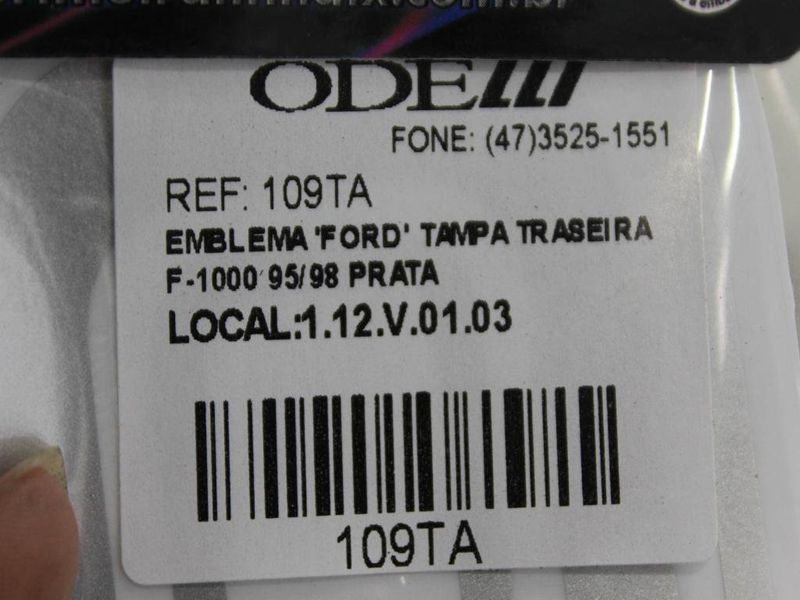 ODElli
FONE: (47)3525-1551
REF: 109TA
EMBLEMA 'FORD' TAMPA TRASEIRA
F-1000 95/98 PRATA
LOCAL:1.12.V.01.03
109TA